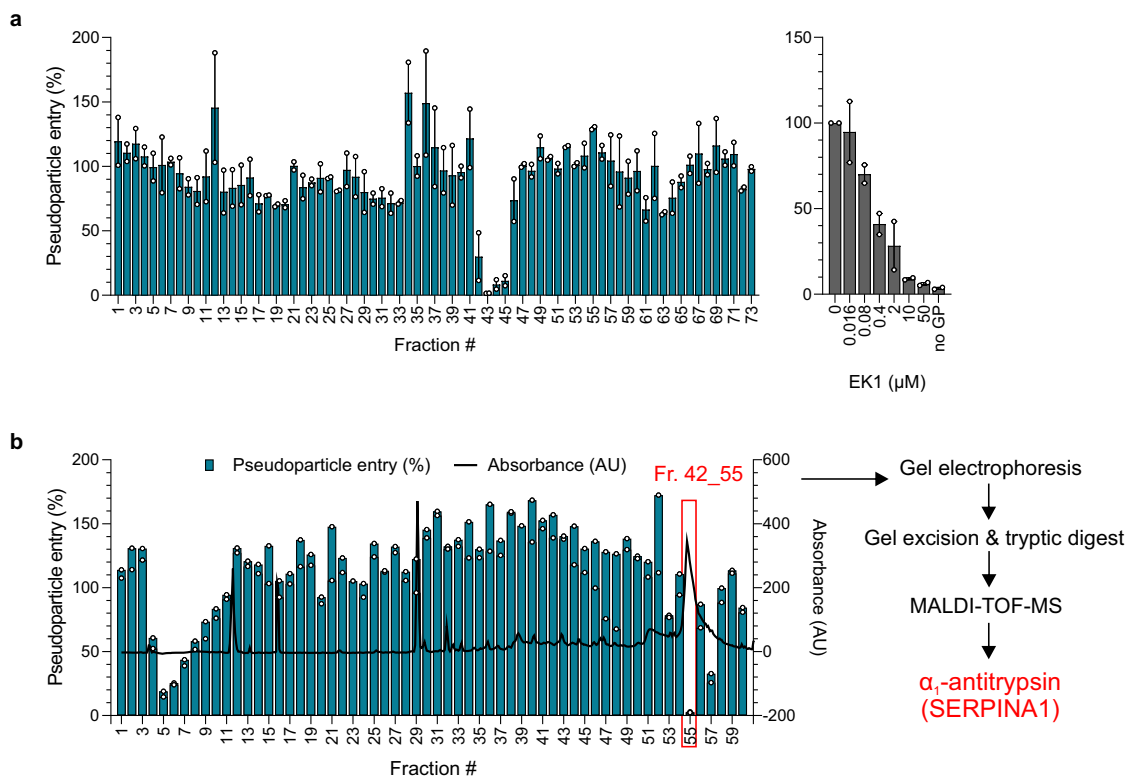 a
Pseudoparticle entry (%)
200
150
100
50
0
1 3 5 7 9 11 13 15 17 19 21 23 25 27 29 31 33 35 37 39 41 43 45 47 49 51 53 55 57 59 61 63 65 67 69 71 73
Fraction #
150
100
50
0
0 0.016 0.08 0.4 2 10 50 no GP
EK1 (µM)
b
Pseudoparticle entry (%)
200
150
100
50
0
Pseudoparticle entry (%) Absorbance (AU)
Fr. 42_55
600
400
200
0
-200
Absorbance (AU)
1 3 5 7 9 11 13 15 17 19 21 23 25 27 29 31 33 35 37 39 41 43 45 47 49 51 53 55 57 59
Fraction #
Gel electrophoresis
Gel excision & tryptic digest
MALDI-TOF-MS
α₁-antitrypsin
(SERPINA1)